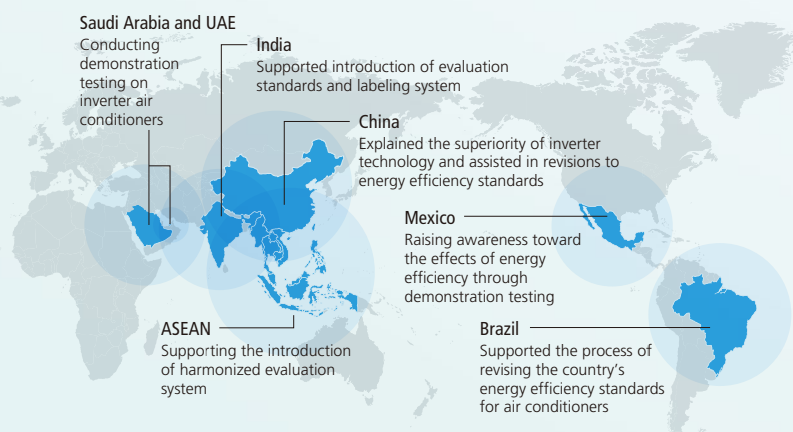 Saudi Arabia and UAE
Conducting
demonstration
testing on
inverter air
conditioners
India
Supported introduction of evaluation
standards and labeling system
China
Explained the superiority of inverter
technology and assisted in revisions to
energy efficiency standards
Mexico
Raising awareness toward
the effects of energy
efficiency through
demonstration testing
ASEAN
Supporting the introduction
of harmonized evaluation
system
Brazil
Supported the process of
revising the country's
energy efficiency standards
for air conditioners